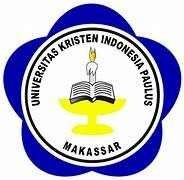 UNIVERSITAS KRISTEN INDONESIA PAULUS
MAKASSAR